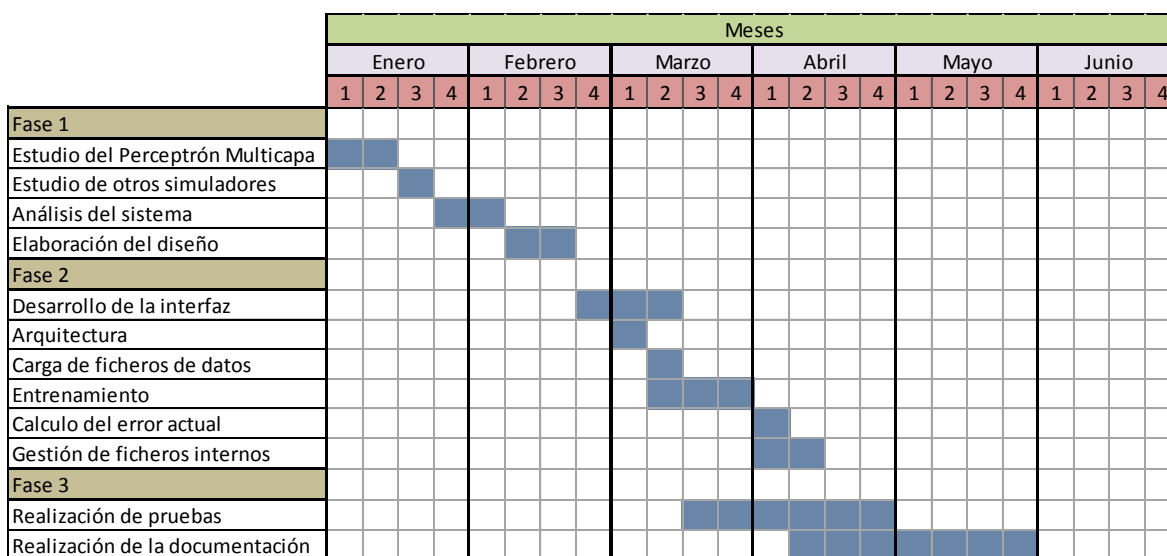 Meses
Enero Febrero Marzo Abril Mayo Junio
1 2 3 4 1 2 3 4 1 2 3 4 1 2 3 4 1 2 3 4 1 2 3 4
Fase 1
Estudio del Perceptrón Multicapa
Estudio de otros simuladores
Análisis del sistema
Elaboración del diseño
Fase 2
Desarrollo de la interfaz
Arquitectura
Carga de ficheros de datos
Entrenamiento
Calculo del error actual
Gestión de ficheros internos
Fase 3
Realización de pruebas
Realización de la documentación